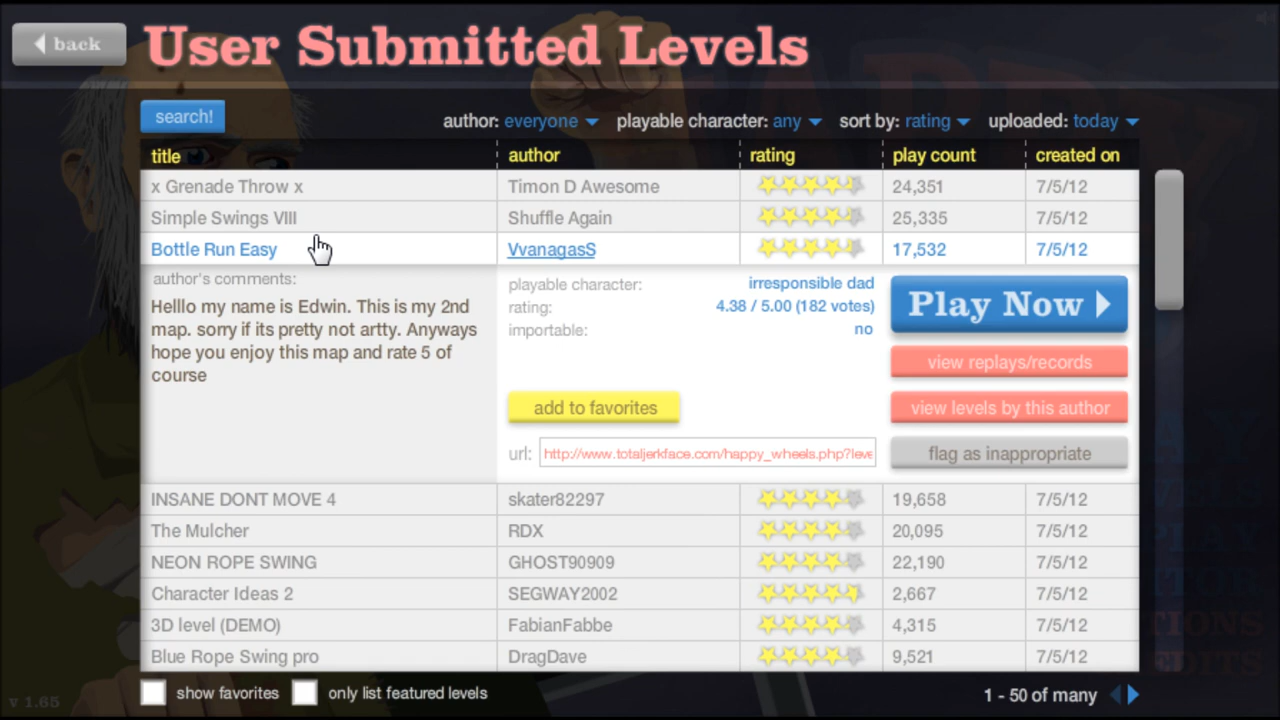 back
User Submitted Levels
search!
author: everyone playable character: any sort by: rating uploaded: today
title author rating play count created on
x Grenade Throw x Timon D Awesome 24,351 7/5/12
Simple Swings VIII Shuffle Again 25,335 7/5/12
Bottle Run Easy VvanagasS 17,532 7/5/12
author's comments:
Helllo my name is Edwin. This is my 2nd
map. sorry if its pretty not artty. Anyways
hope you enjoy this map and rate 5 of
course
playable character: irresponsible dad
rating: 4.38 / 5.00 (182 votes)
importable: no
add to favorites
url: http://www.totaljerkface.com/happy_wheels.php?leve
Play Now
view replays/records
view levels by this author
flag as inappropriate
INSANE DONT MOVE 4 skater82297 19,658 7/5/12
The Mulcher RDX 20,095 7/5/12
NEON ROPE SWING GHOST90909 22,190 7/5/12
Character Ideas 2 SEGWAY2002 2,667 7/5/12
3D level (DEMO) FabianFabbe 4,315 7/5/12
Blue Rope Swing pro DragDave 9,521 7/5/12
show favorites only list featured levels 1 - 50 of many
v 1.65